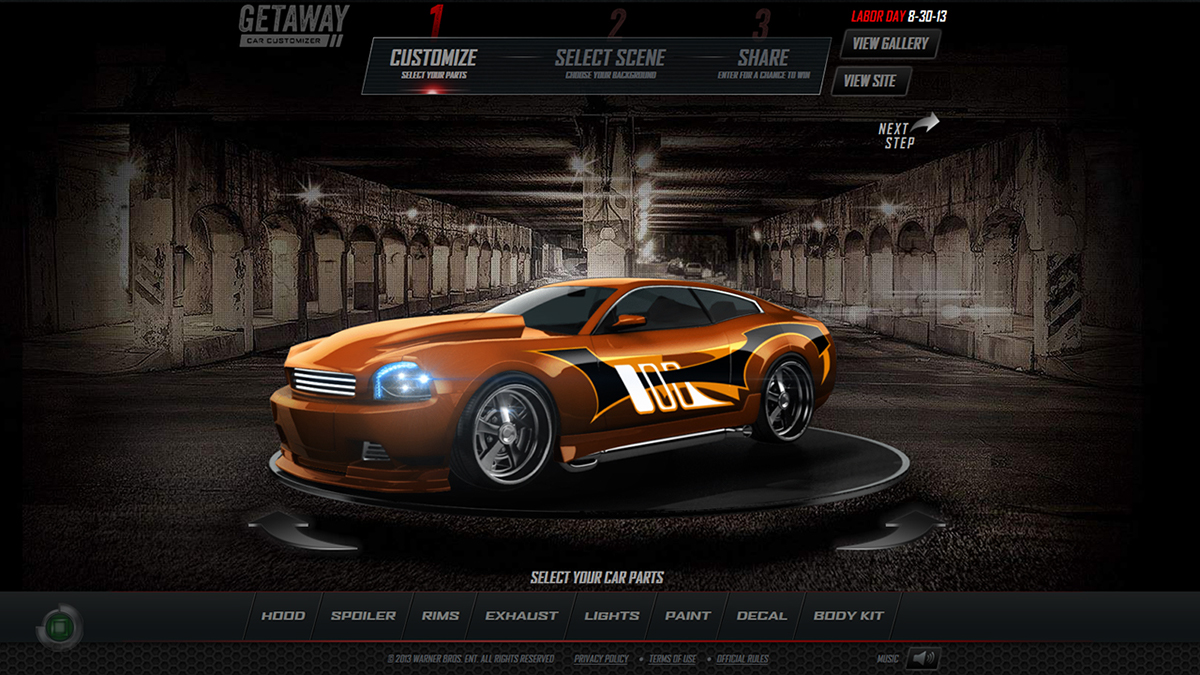 GETAWAY
CAR CUSTOMIZER //
1
2
3
CUSTOMIZE
SELECT YOUR PARTS
SELECT SCENE
CHOOSE YOUR BACKGROUND
SHARE
ENTER FOR A CHANCE TO WIN
LABOR DAY 8-30-13
VIEW GALLERY
VIEW SITE
NEXT
STEP
SELECT YOUR CAR PARTS
HOOD SPOILER RIMS EXHAUST LIGHTS PAINT DECAL BODY KIT
© 2013 WARNER BROS. ENT. ALL RIGHTS RESERVED PRIVACY POLICY • TERMS OF USE • OFFICIAL RULES MUSIC